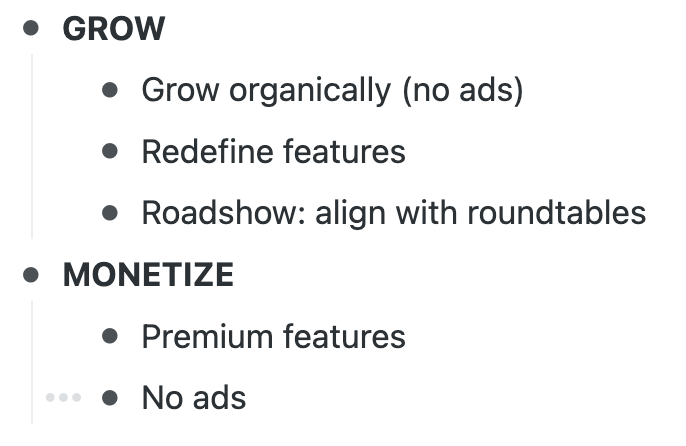 GROW
Grow organically (no ads)
Redefine features
Roadshow: align with roundtables
MONETIZE
Premium features
No ads